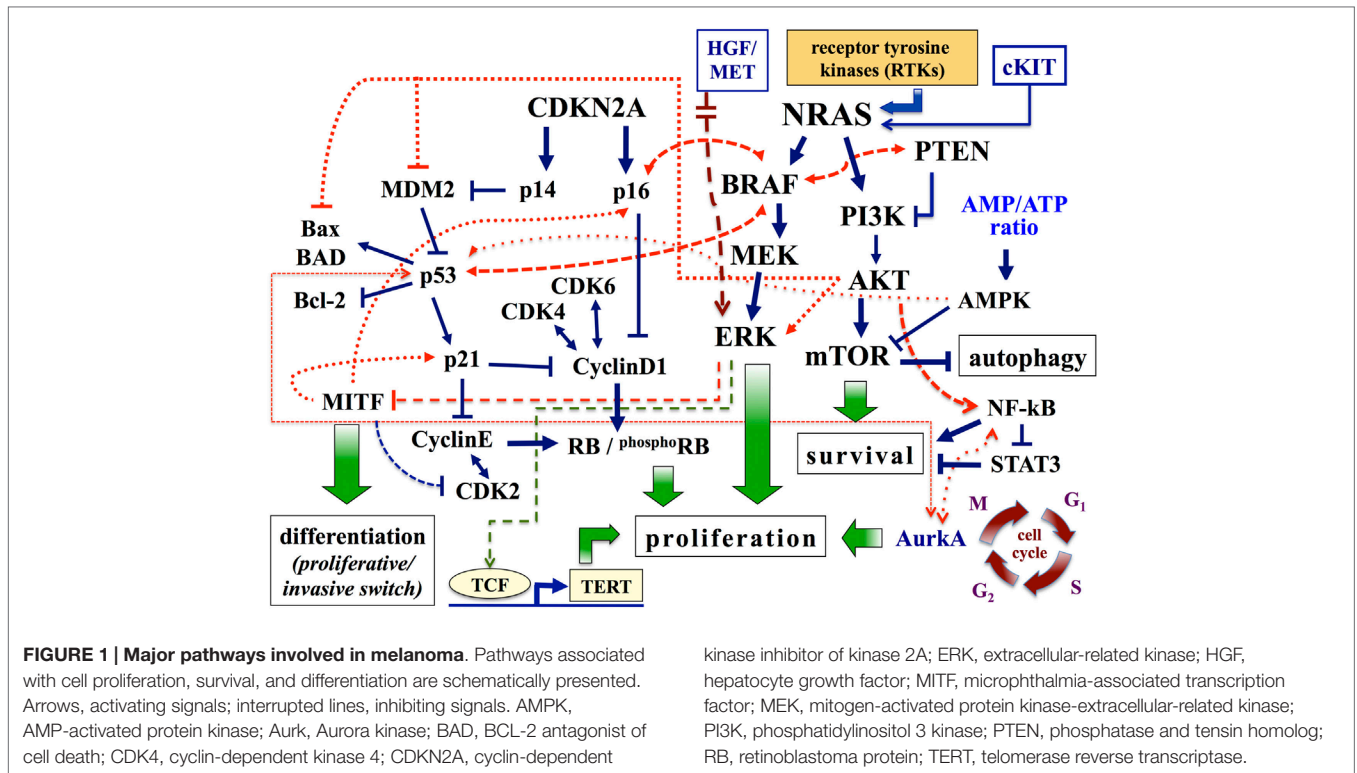 HGF/
MET
receptor tyrosine
kinases (RTKs)
cKIT
CDKN2A
NRAS
PTEN
MDM2
p14
p16
BRAF
PI3K
AMP/ATP
ratio
Bax
BAD
p53
MEK
AKT
AMPK
Bcl-2
CDK6
CDK4
ERK
mTOR
autophagy
p21
CyclinD1
MITF
NF-kB
CyclinE
RB / phosphoRB
survival
STAT3
CDK2
M
G1
differentiation
(proliferative/
invasive switch)
proliferation
AurkA
cell
cycle
TCF
TERT
G2
S
FIGURE 1 | Major pathways involved in melanoma. Pathways associated
with cell proliferation, survival, and differentiation are schematically presented.
Arrows, activating signals; interrupted lines, inhibiting signals. AMPK,
AMP-activated protein kinase; Aurk, Aurora kinase; BAD, BCL-2 antagonist of
cell death; CDK4, cyclin-dependent kinase 4; CDKN2A, cyclin-dependent
kinase inhibitor of kinase 2A; ERK, extracellular-related kinase; HGF,
hepatocyte growth factor; MITF, microphthalmia-associated transcription
factor; MEK, mitogen-activated protein kinase-extracellular-related kinase;
PI3K, phosphatidylinositol 3 kinase; PTEN, phosphatase and tensin homolog;
RB, retinoblastoma protein; TERT, telomerase reverse transcriptase.